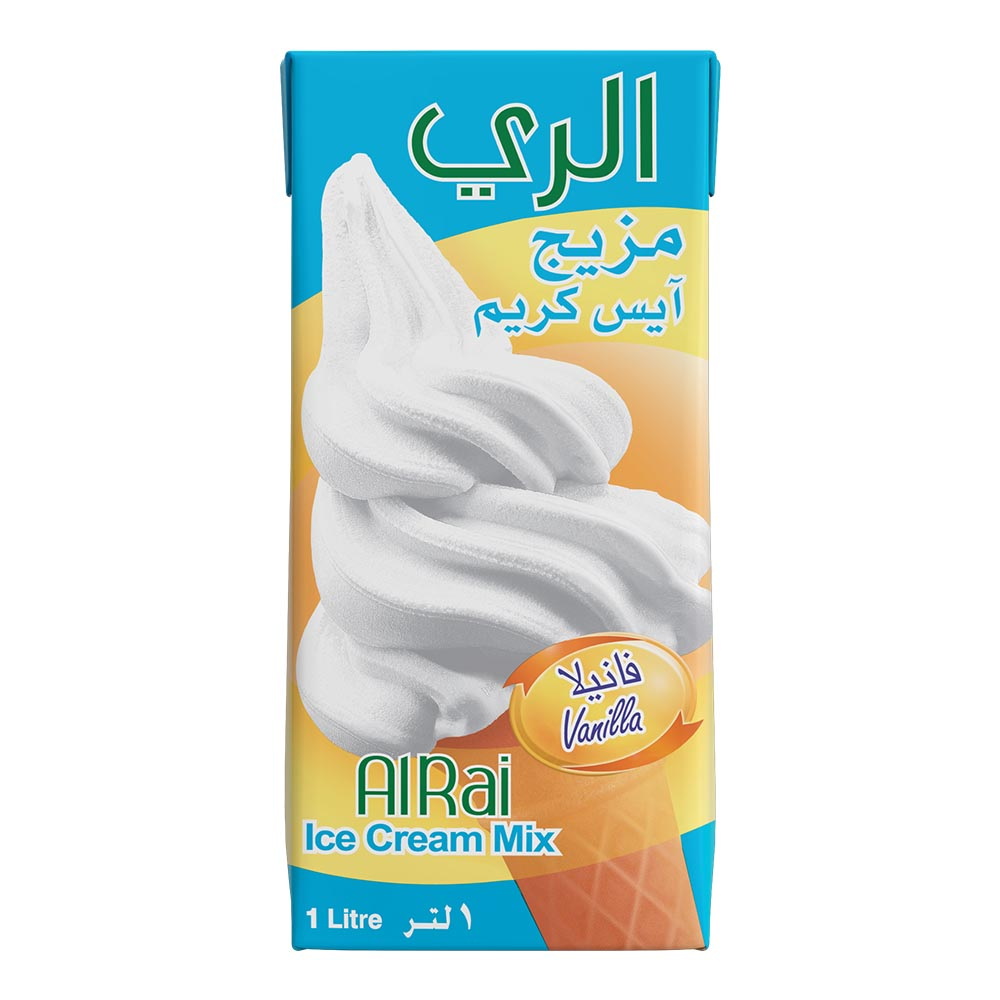 الري
مزيج
آيس كريم
فانيلا
Vanilla
AlRai
Ice Cream Mix
1 Litre ١ لتر